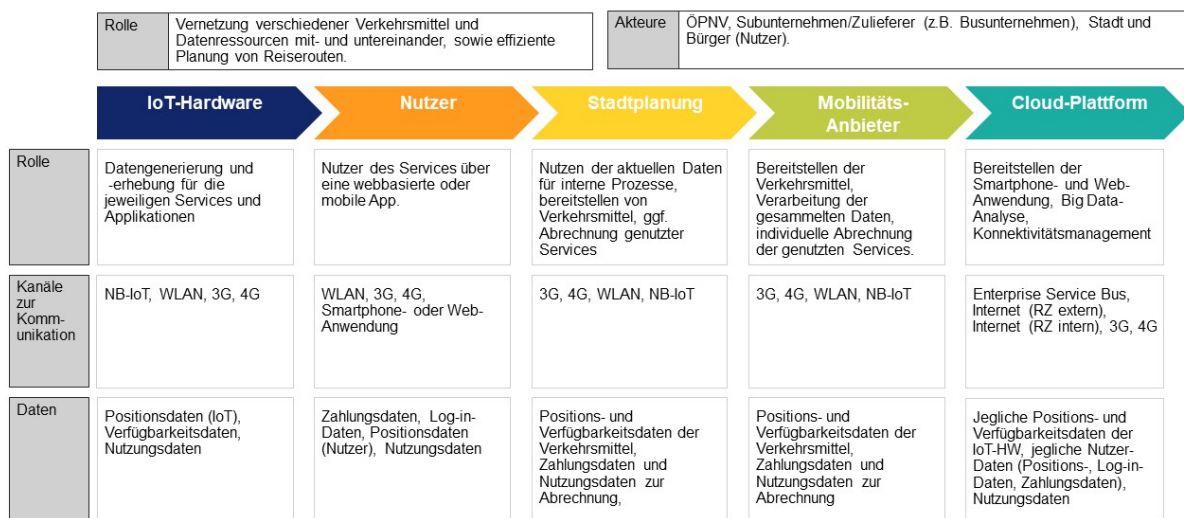 Rolle
Vernetzung verschiedener Verkehrsmittel und
Datenressourcen mit- und untereinander, sowie effiziente
Planung von Reiserouten.
Akteure
ÖPNV, Subunternehmen/Zulieferer (z.B. Busunternehmen), Stadt und
Bürger (Nutzer).
IoT-Hardware
Nutzer
Stadtplanung
Mobilitäts-
Anbieter
Cloud-Plattform
Rolle
Datengenerierung und
-erhebung für die
jeweiligen Services und
Applikationen
Nutzer des Services über
eine webbasierte oder
mobile App.
Nutzen der aktuellen Daten
für interne Prozesse,
bereitstellen von
Verkehrsmittel, ggf.
Abrechnung genutzter
Services
Bereitstellen der
Verkehrsmittel,
Verarbeitung der
gesammelten Daten,
individuelle Abrechnung
der genutzten Services.
Bereitstellen der
Smartphone- und Web-
Anwendung, Big Data-
Analyse,
Konnektivitätsmanagement
Kanäle
zur
Komm-
unikation
NB-IoT, WLAN, 3G, 4G
WLAN, 3G, 4G,
Smartphone- oder Web-
Anwendung
3G, 4G, WLAN, NB-IoT
3G, 4G, WLAN, NB-IoT
Enterprise Service Bus,
Internet (RZ extern),
Internet (RZ intern), 3G, 4G
Daten
Positionsdaten (IoT),
Verfügbarkeitsdaten,
Nutzungsdaten
Zahlungsdaten, Log-in-
Daten, Positionsdaten
(Nutzer), Nutzungsdaten
Positions- und
Verfügbarkeitsdaten der
Verkehrsmittel,
Zahlungsdaten und
Nutzungsdaten zur
Abrechnung,
Positions- und
Verfügbarkeitsdaten der
Verkehrsmittel,
Zahlungsdaten und
Nutzungsdaten zur
Abrechnung
Jegliche Positions- und
Verfügbarkeitsdaten der
IoT-HW, jegliche Nutzer-
Daten (Positions-, Log-in-
Daten, Zahlungsdaten),
Nutzungsdaten